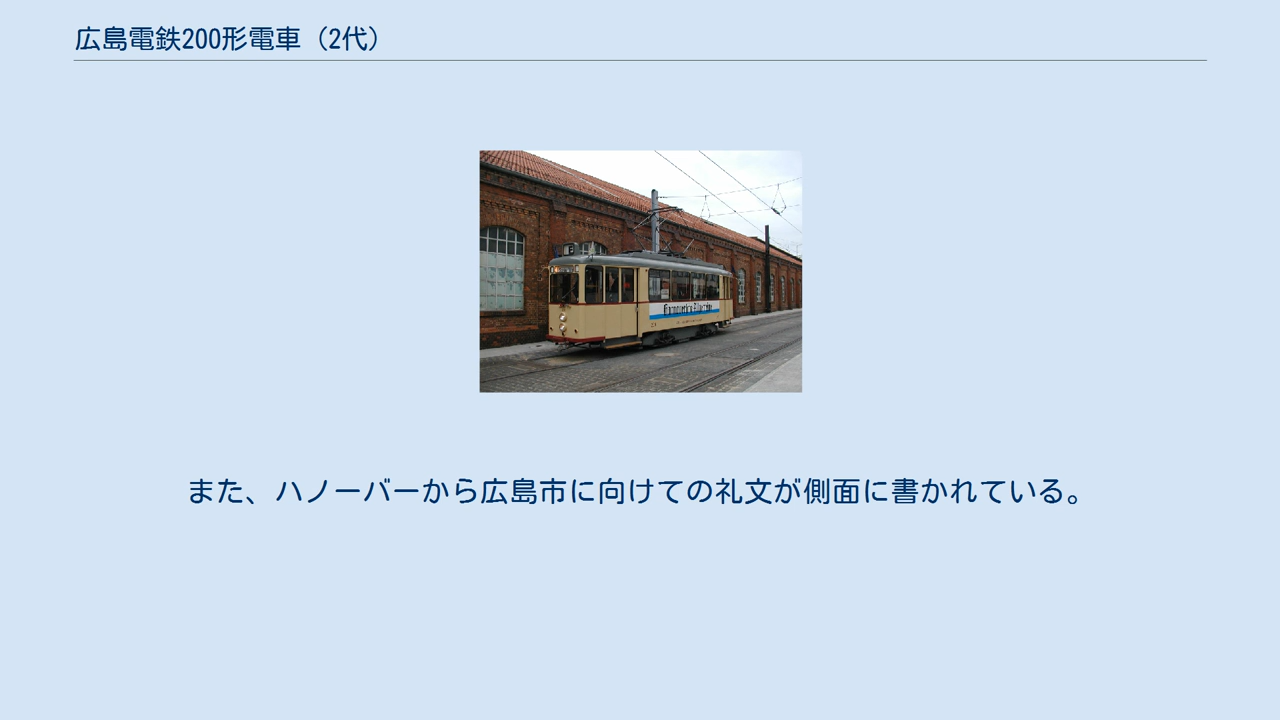 広島電鉄200形電車（2代）
また、ハノーバーから広島市に向けての礼文が側面に書かれている。